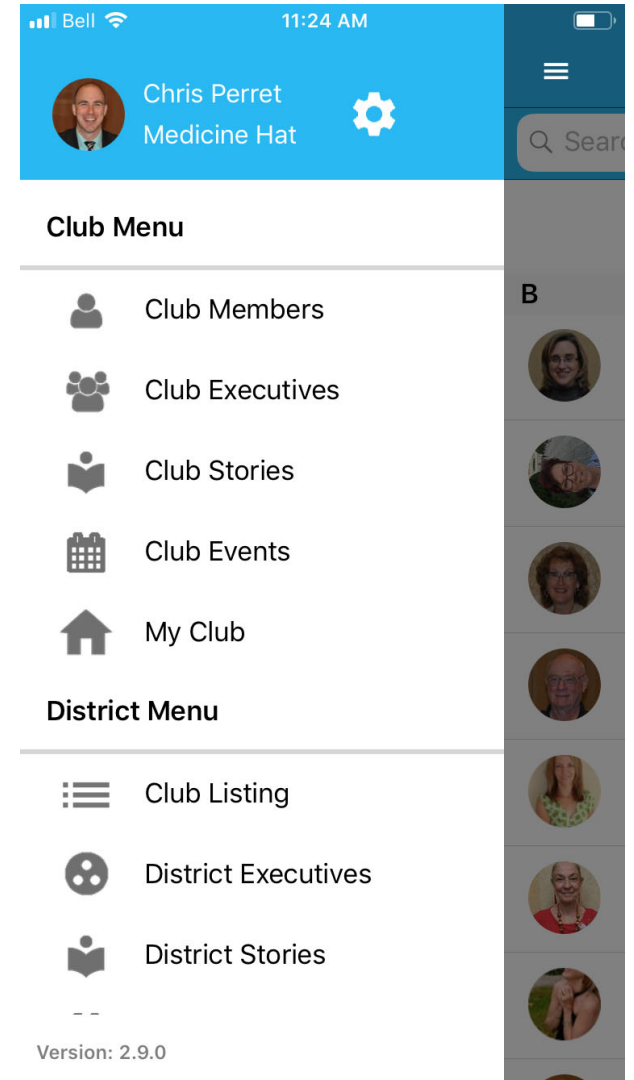 Bell 11:24 AM
Chris Perret
Medicine Hat
Sear
Club Menu
Club Members
B
Club Executives
Club Stories
Club Events
My Club
District Menu
Club Listing
District Executives
District Stories
Version: 2.9.0